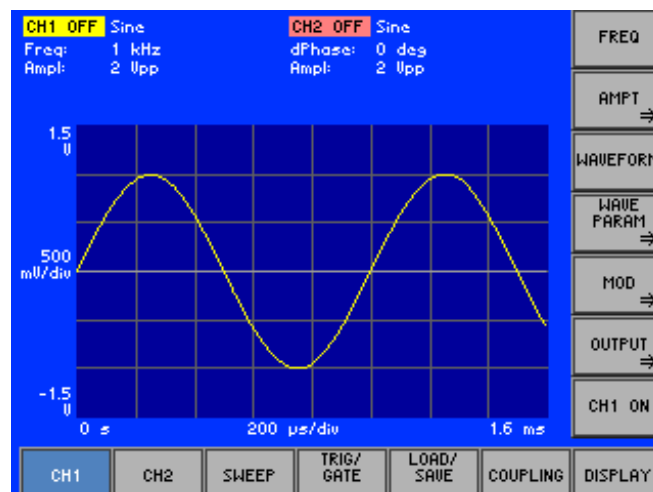 CH1 OFF Sine
Freq: 1 kHz
Ampl: 2 Vpp
CH2 OFF Sine
dPhase: 0 deg
Ampl: 2 Vpp
1.5
V
500
mV/div
-1.5
V
0 s
200 µs/div
1.6 ms
FREQ
AMPT
WAVEFORM
WAVE
PARAM
MOD
OUTPUT
CH1 ON
CH1
CH2
SWEEP
TRIG/
GATE
LOAD/
SAVE
COUPLING
DISPLAY